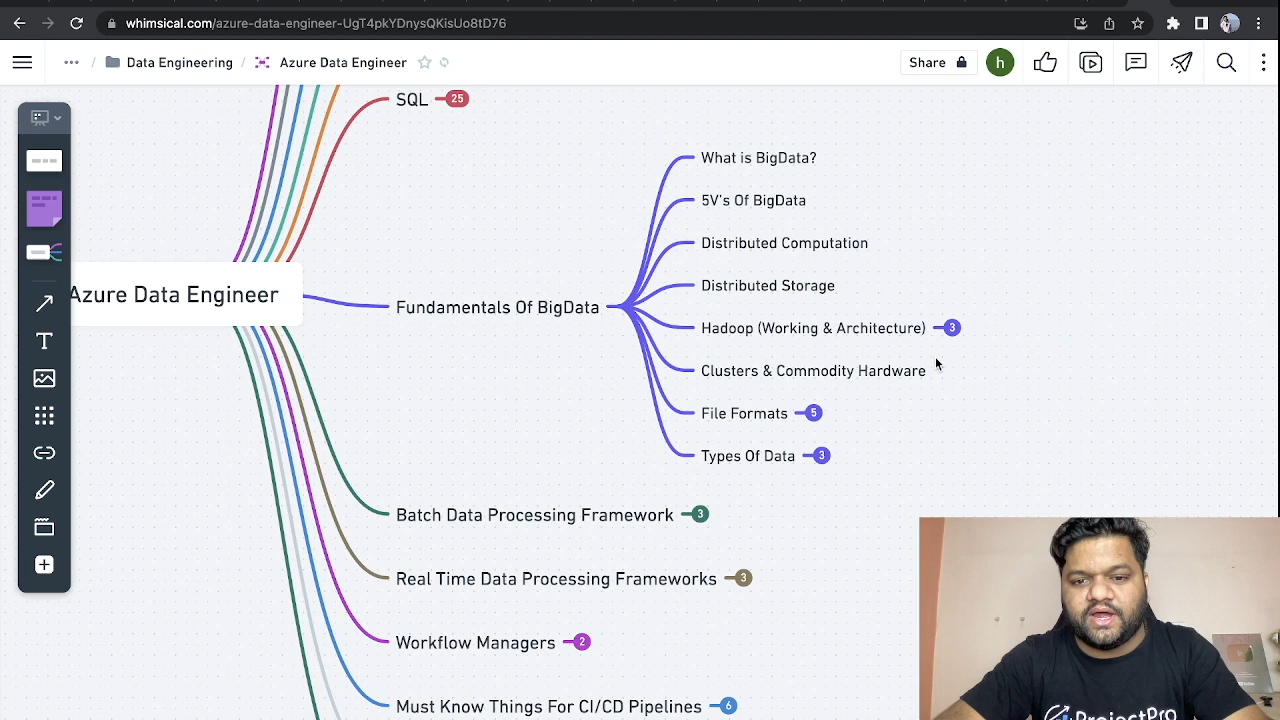 whimsical.com/azure-data-engineer-UgT4pkYDnysQKisUo8tD76
... / Data Engineering / Azure Data Engineer
Share
h
SQL 25
What is BigData?
5V's Of BigData
Distributed Computation
Azure Data Engineer
Fundamentals Of BigData
Distributed Storage
Hadoop (Working & Architecture) 3
Clusters & Commodity Hardware
File Formats 5
Types Of Data 3
Batch Data Processing Framework 3
Real Time Data Processing Frameworks 3
Workflow Managers 2
Must Know Things For CI/CD Pipelines 6
ProjectPro
T